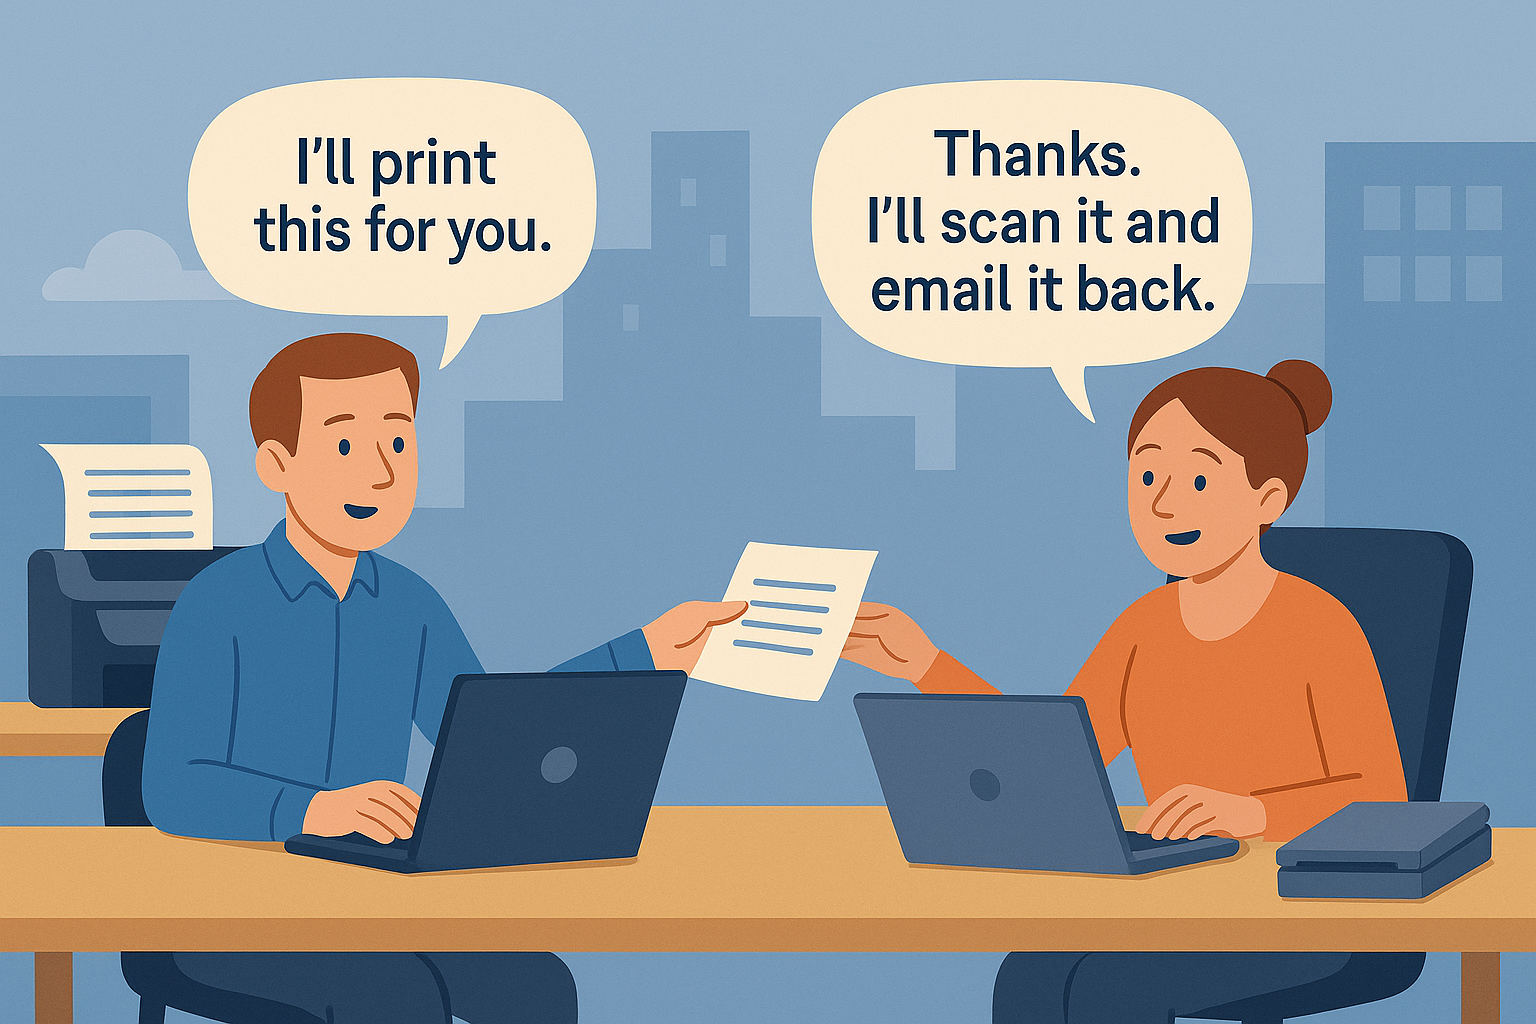 I’ll print
this for you.
Thanks.
I’ll scan it and
email it back.